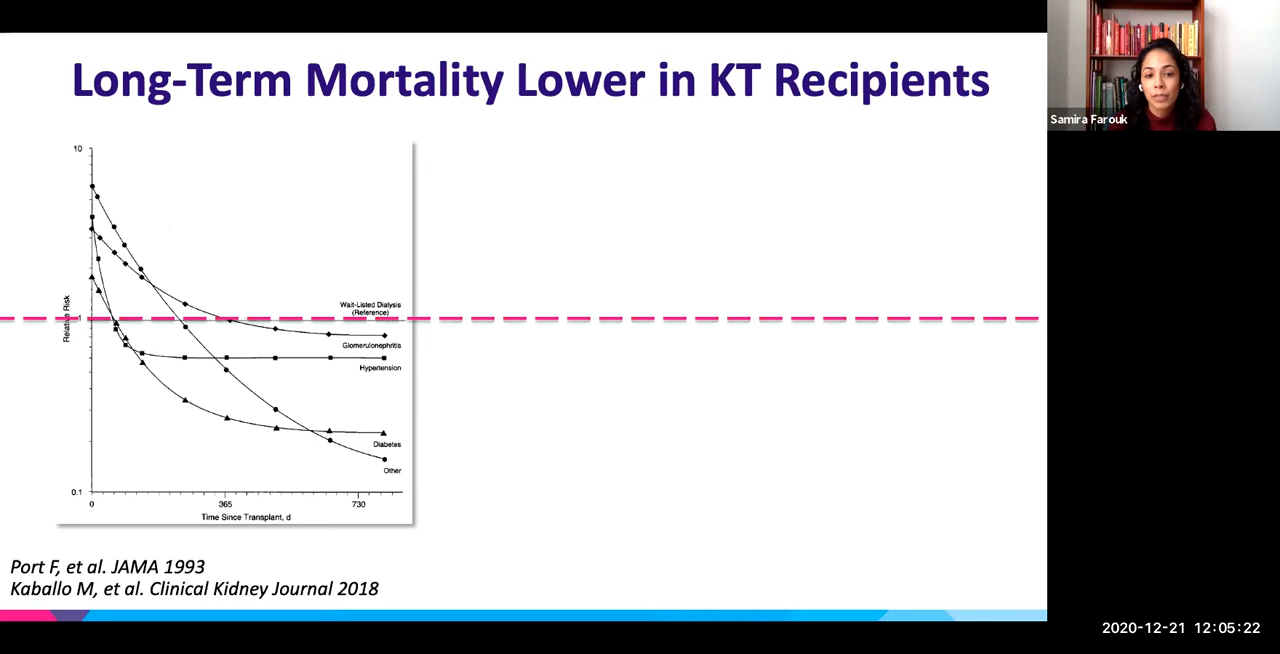 Long-Term Mortality Lower in KT Recipients
Samira Farouk
10
Relative Risk
1
0.1
Wait-Listed Dialysis
(Reference)
Glomerulonephritis
Hypertension
Diabetes
Other
0
365
730
Time Since Transplant, d
Port F, et al. JAMA 1993
Kaballo M, et al. Clinical Kidney Journal 2018
2020-12-21 12:05:22